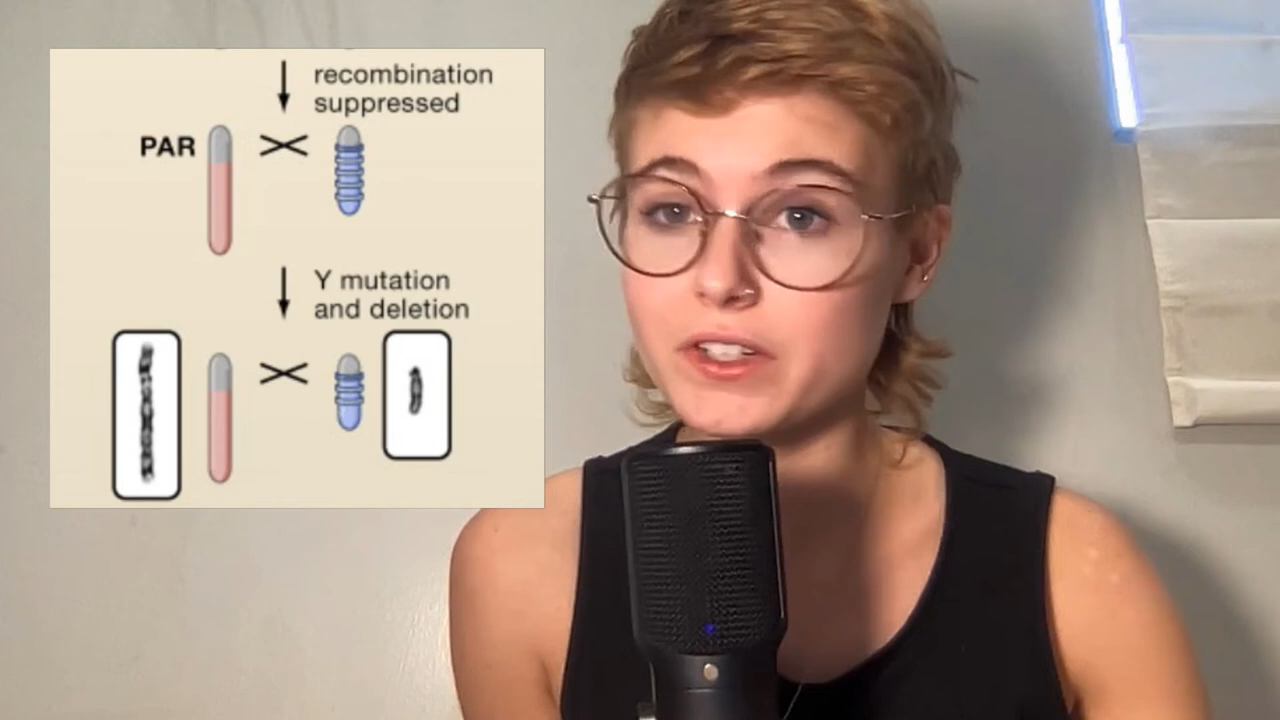 recombination
suppressed
PAR
Y mutation
and deletion